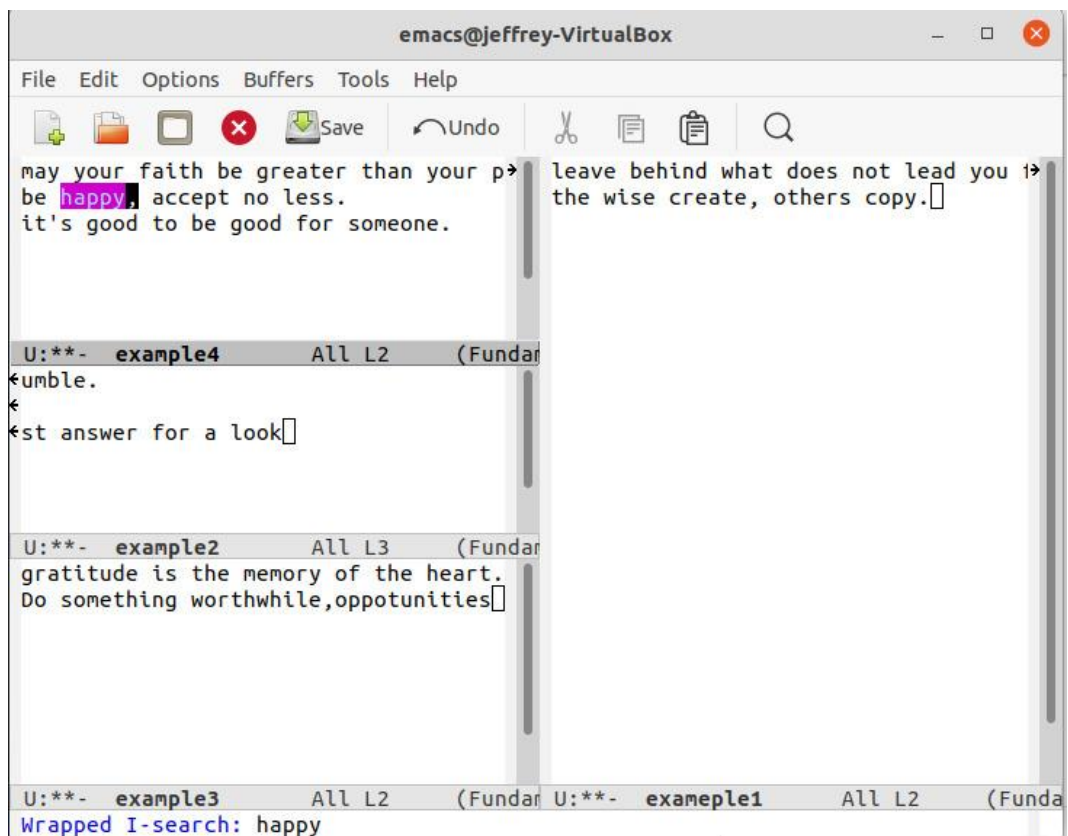 emacs@jeffrey-VirtualBox
File Edit Options Buffers Tools Help
Save Undo
may your faith be greater than your p
be happy, accept no less.
it's good to be good for someone.
U:**- example4 All L2 (Fundam
umble.
st answer for a look
U:**- example2 All L3 (Fundam
gratitude is the memory of the heart.
Do something worthwhile,oppotunities
U:**- example3 All L2 (Fundam
leave behind what does not lead you
the wise create, others copy.
U:**- exameple1 All L2 (Funda
Wrapped I-search: happy